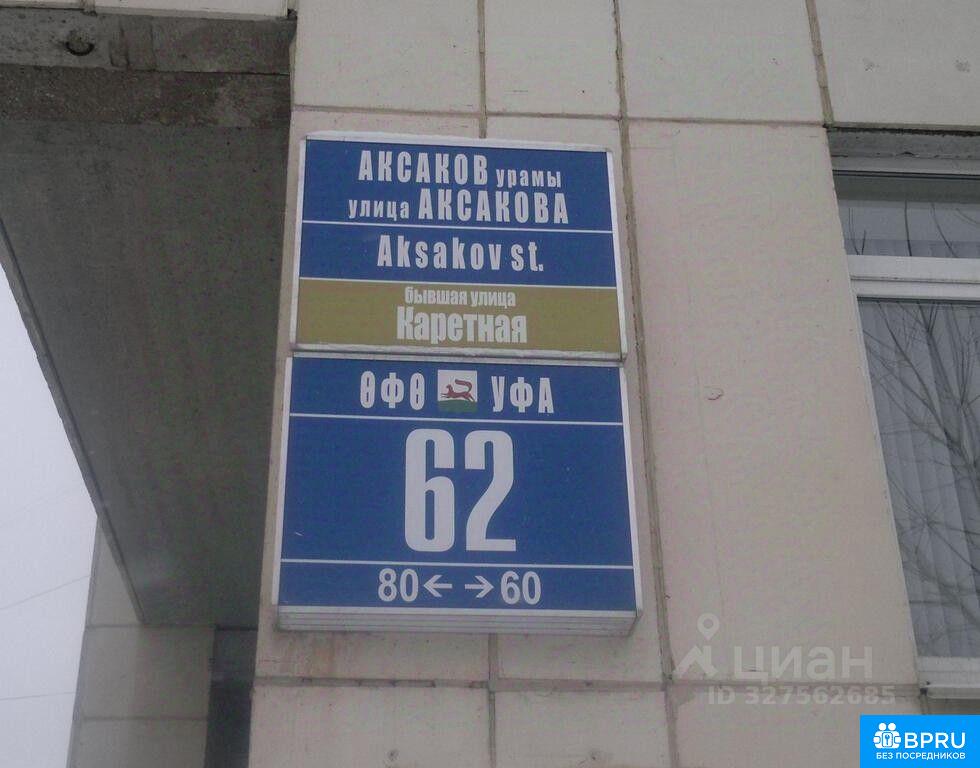 АКСАКОВ урамы
улица АКСАКОВА
Aksakov st.
бывшая улица
Каретная
ӨФӨ УФА
62
80← →60
циан
ID 327562685
BPRU
БЕЗ ПОСРЕДНИКОВ